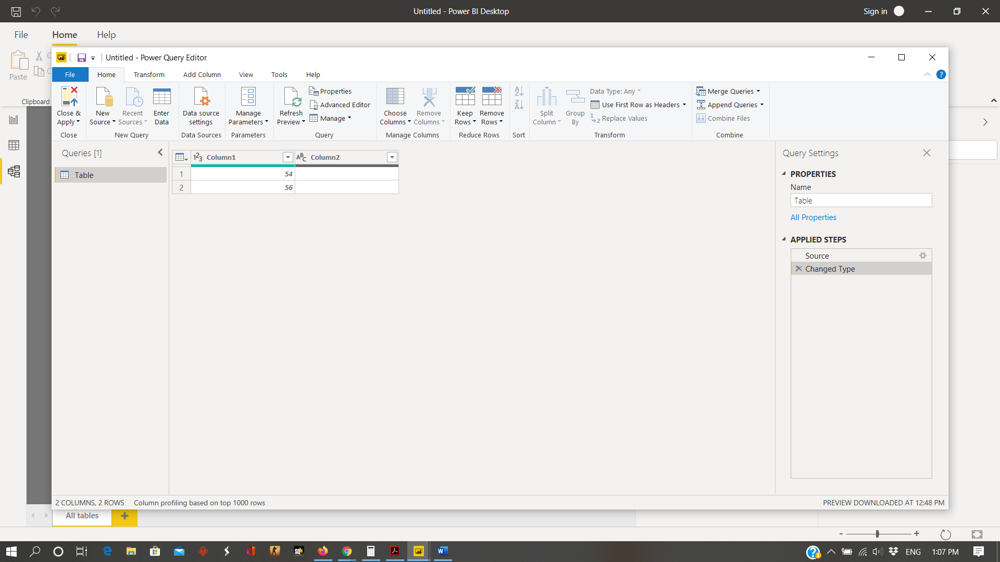 Untitled - Power BI Desktop
Sign in
File Home Help
Paste
Clipboard
Untitled - Power Query Editor
File Home Transform Add Column View Tools Help
Close & Apply
New Source
Recent Sources
Enter Data
Data source settings
Manage Parameters
Refresh Preview
Properties
Advanced Editor
Manage
Choose Columns
Remove Columns
Keep Rows
Remove Rows
Split Column
Group By
Data Type: Any
Use First Row as Headers
Replace Values
Merge Queries
Append Queries
Combine Files
Close New Query Data Sources Parameters Query Manage Columns Reduce Rows Sort Transform Combine
Queries [1]
Table
Column1 Column2
1 54
2 56
Query Settings
PROPERTIES
Name
Table
All Properties
APPLIED STEPS
Source
Changed Type
2 COLUMNS, 2 ROWS Column profiling based on top 1000 rows
PREVIEW DOWNLOADED AT 12:48 PM
All tables
ENG 1:07 PM